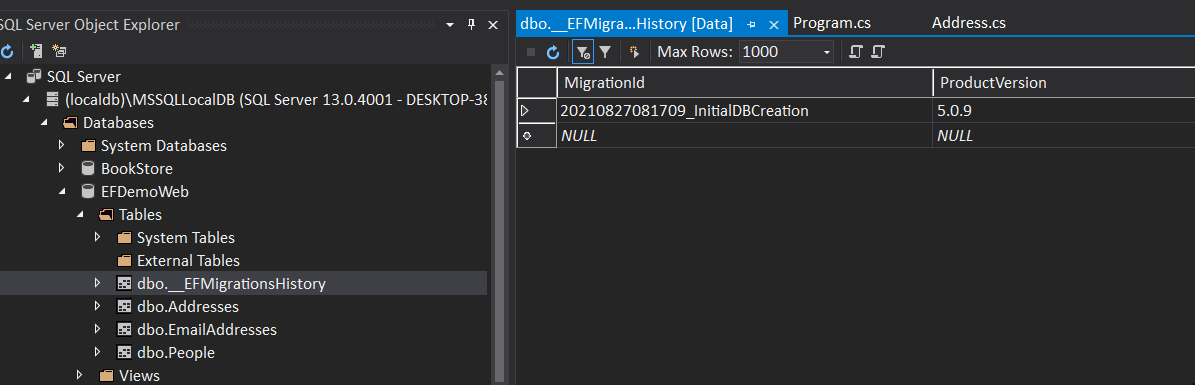 SQL Server Object Explorer
SQL Server
(localdb)\MSSQLLocalDB (SQL Server 13.0.4001 - DESKTOP-38
Databases
System Databases
BookStore
EFDemoWeb
Tables
System Tables
External Tables
dbo.__EFMigrationsHistory
dbo.Addresses
dbo.EmailAddresses
dbo.People
Views
dbo.__EFMigra...History [Data] Program.cs Address.cs
Max Rows: 1000
MigrationId ProductVersion
20210827081709_InitialDBCreation 5.0.9
NULL NULL